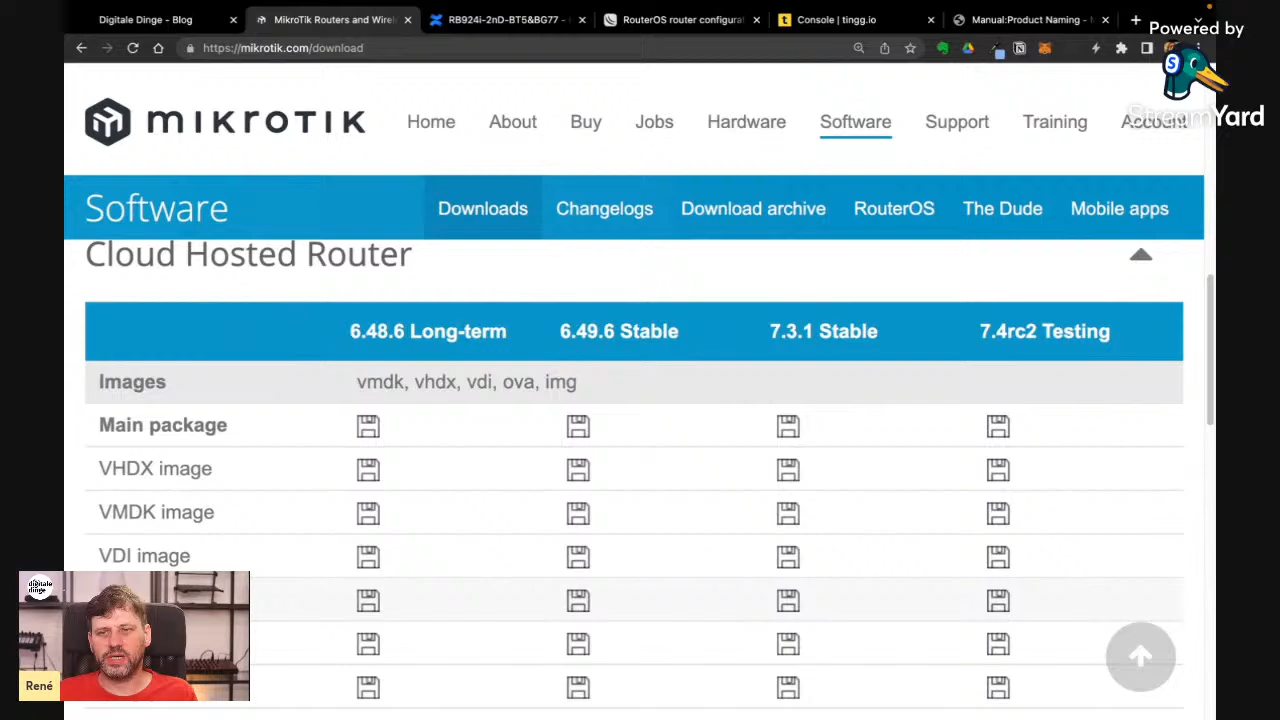 Digitale Dinge - Blog
MikroTik Routers and Wirel
RB924i-2nD-BT5&BG77 -
RouterOS router configurat
Console | tingg.io
Manual:Product Naming -
https://mikrotik.com/download
Powered by
StreamYard
mikrotik
Home About Buy Jobs Hardware Software Support Training Account
Software
Downloads Changelogs Download archive RouterOS The Dude Mobile apps
Cloud Hosted Router
6.48.6 Long-term 6.49.6 Stable 7.3.1 Stable 7.4rc2 Testing
Images vmdk, vhdx, vdi, ova, img
Main package
VHDX image
VMDK image
VDI image
digitale
dinge
René